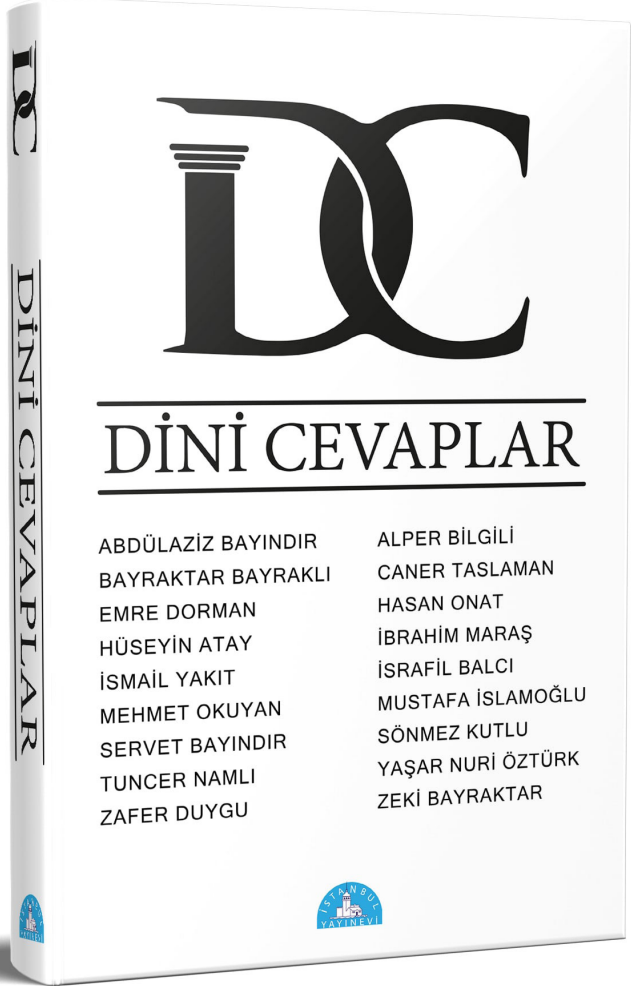 DC
DİNİ CEVAPLAR
DC
DİNİ CEVAPLAR
ABDÜLAZİZ BAYINDIR
BAYRAKTAR BAYRAKLI
EMRE DORMAN
HÜSEYİN ATAY
İSMAİL YAKIT
MEHMET OKUYAN
SERVET BAYINDIR
TUNCER NAMLI
ZAFER DUYGU
ALPER BİLGİLİ
CANER TASLAMAN
HASAN ONAT
İBRAHİM MARAŞ
İSRAFİL BALCI
MUSTAFA İSLAMOĞLU
SÖNMEZ KUTLU
YAŞAR NURİ ÖZTÜRK
ZEKİ BAYRAKTAR
İSTANBUL
YAYINEVİ
İSTANBUL
YAYINEVİ